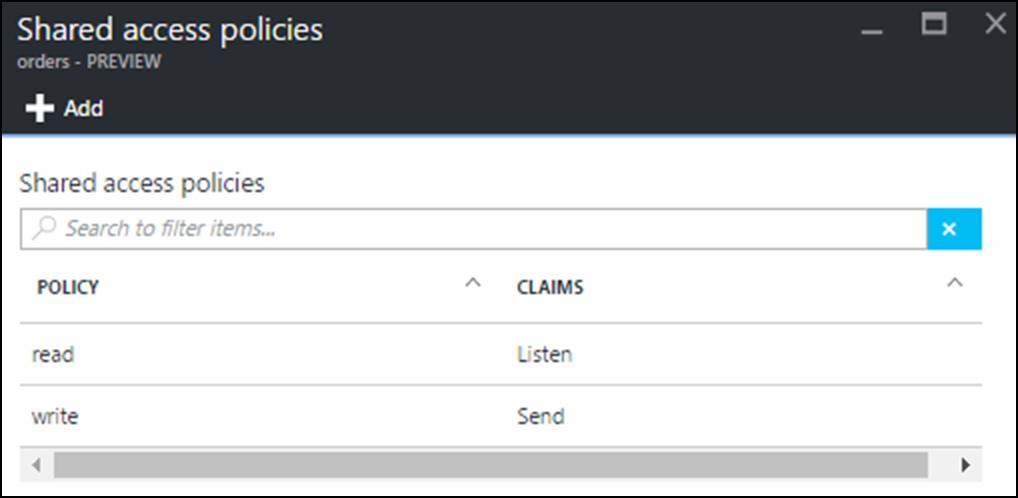 Shared access policies
orders - PREVIEW
Add
Shared access policies
Search to filter items...
POLICY CLAIMS
read Listen
write Send